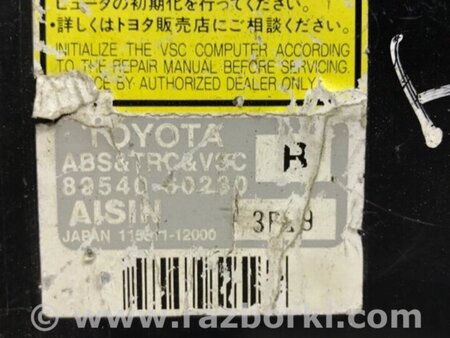 ピュータの初期化を行ってください。
・詳しくはトヨタ販売店にご相談ください。
INITIALIZE THE VSC COMPUTER ACCORDING
TO THE REPAIR MANUAL BEFORE SERVICING.
BY AUTHORIZED DEALER ONLY.
TOYOTA
ABS&TRC&VSC
R
AISIN
JAPAN
-12000
© www.razborki.com